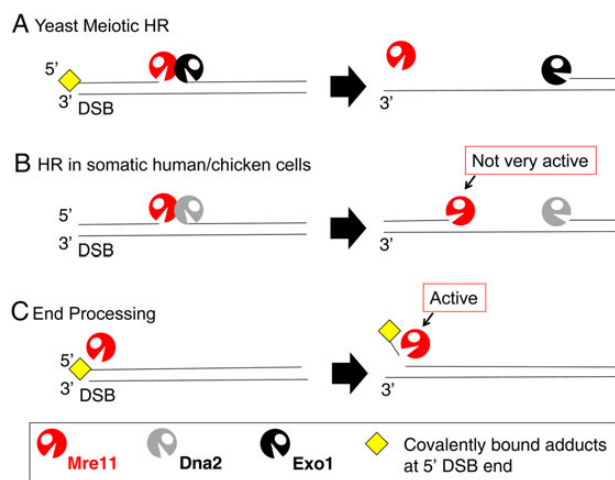 A Yeast Meiotic HR
5'
3'
DSB
3'
B HR in somatic human/chicken cells
Not very active
5'
3'
DSB
3'
C End Processing
Active
5'
3'
DSB
3'
Mre11
Dna2
Exo1
Covalently bound adducts
at 5' DSB end